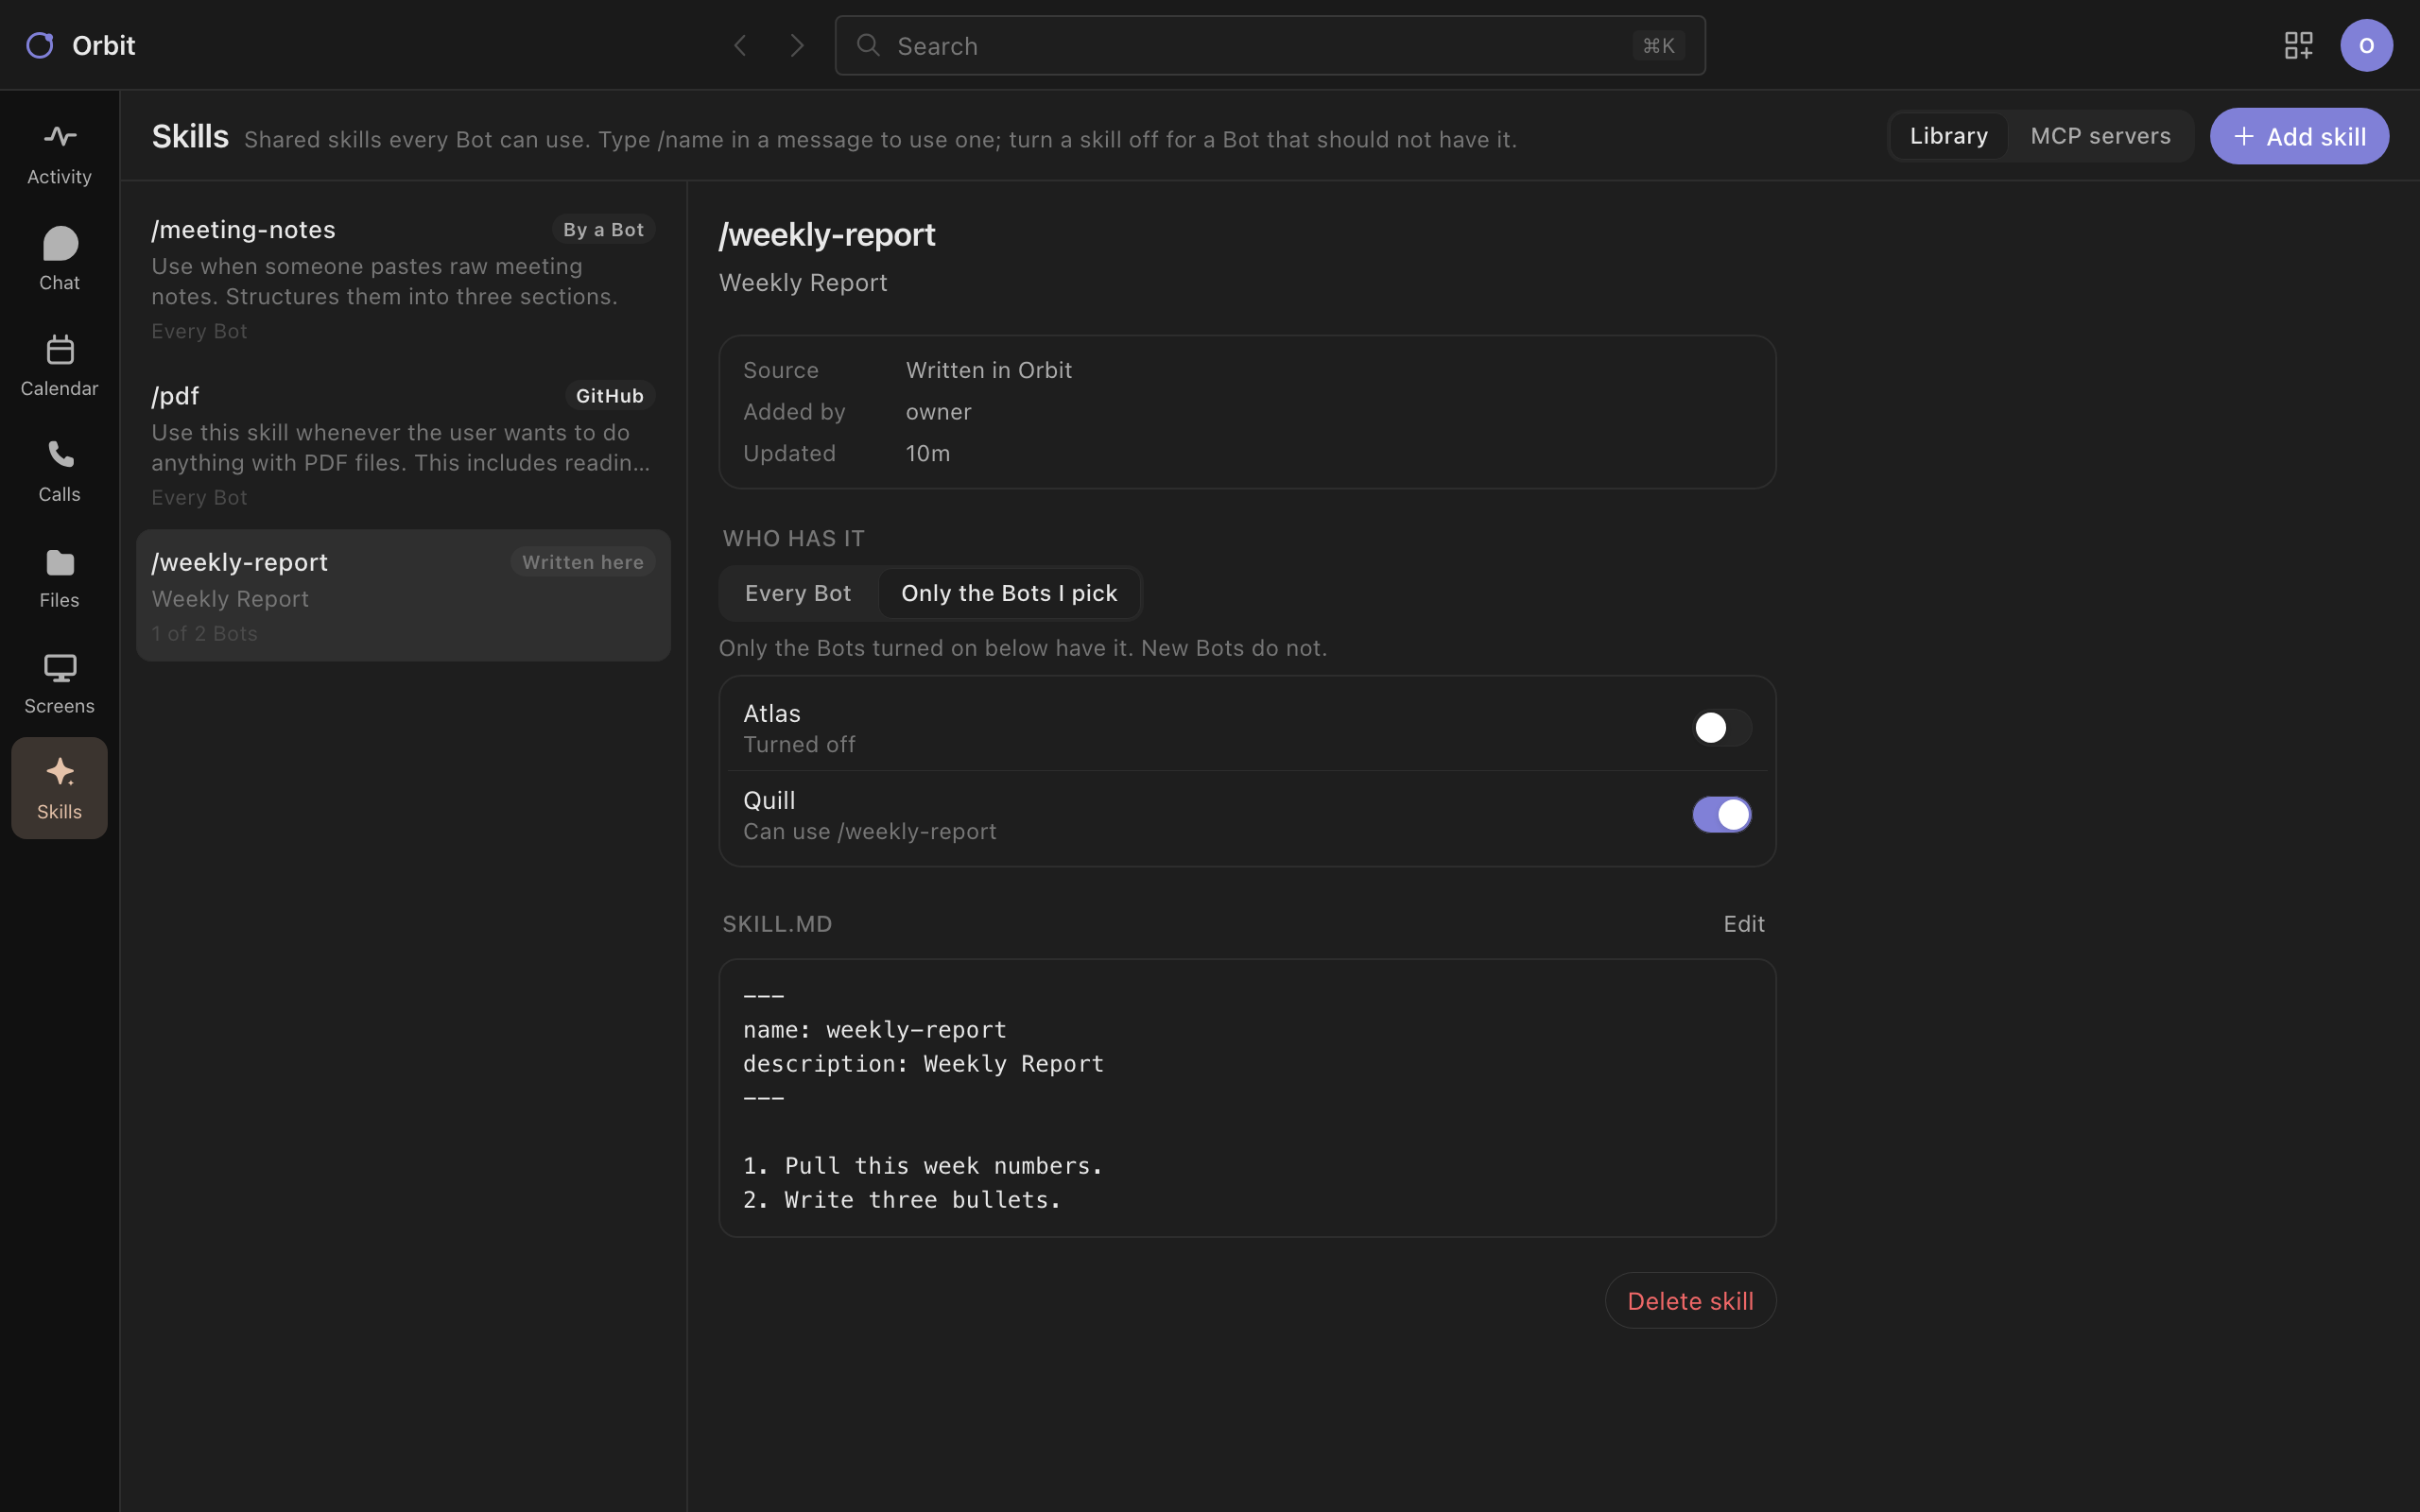 Orbit
Search
⌘K
O
Activity
Chat
Calendar
Calls
Files
Screens
Skills
Skills
Shared skills every Bot can use. Type /name in a message to use one; turn a skill off for a Bot that should not have it.
Library
MCP servers
Add skill
/meeting-notes
By a Bot
Use when someone pastes raw meeting
notes. Structures them into three sections.
Every Bot
/pdf
GitHub
Use this skill whenever the user wants to do
anything with PDF files. This includes readin...
Every Bot
/weekly-report
Written here
Weekly Report
1 of 2 Bots
/weekly-report
Weekly Report
Source Written in Orbit
Added by owner
Updated 10m
WHO HAS IT
Every Bot
Only the Bots I pick
Only the Bots turned on below have it. New Bots do not.
Atlas
Turned off
Quill
Can use /weekly-report
SKILL.MD
Edit
---
name: weekly-report
description: Weekly Report
---
1. Pull this week numbers.
2. Write three bullets.
Delete skill